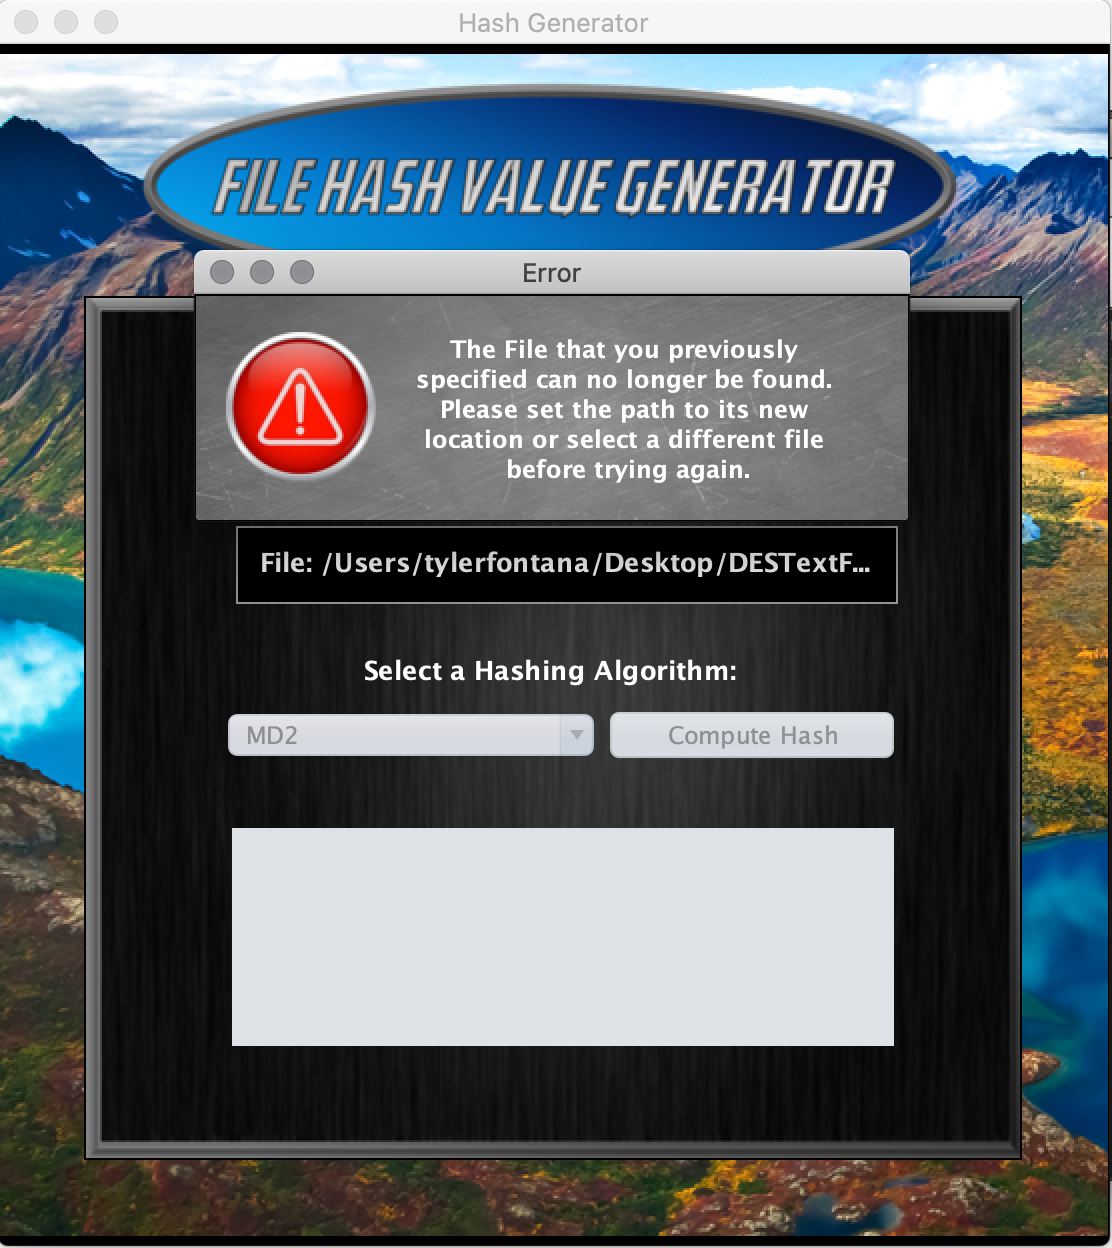 Hash Generator
FILE HASH VALUE GENERATOR
Error
The File that you previously
specified can no longer be found.
Please set the path to its new
location or select a different file
before trying again.
File: /Users/tylerfontana/Desktop/DESTextF...
Select a Hashing Algorithm:
MD2
Compute Hash